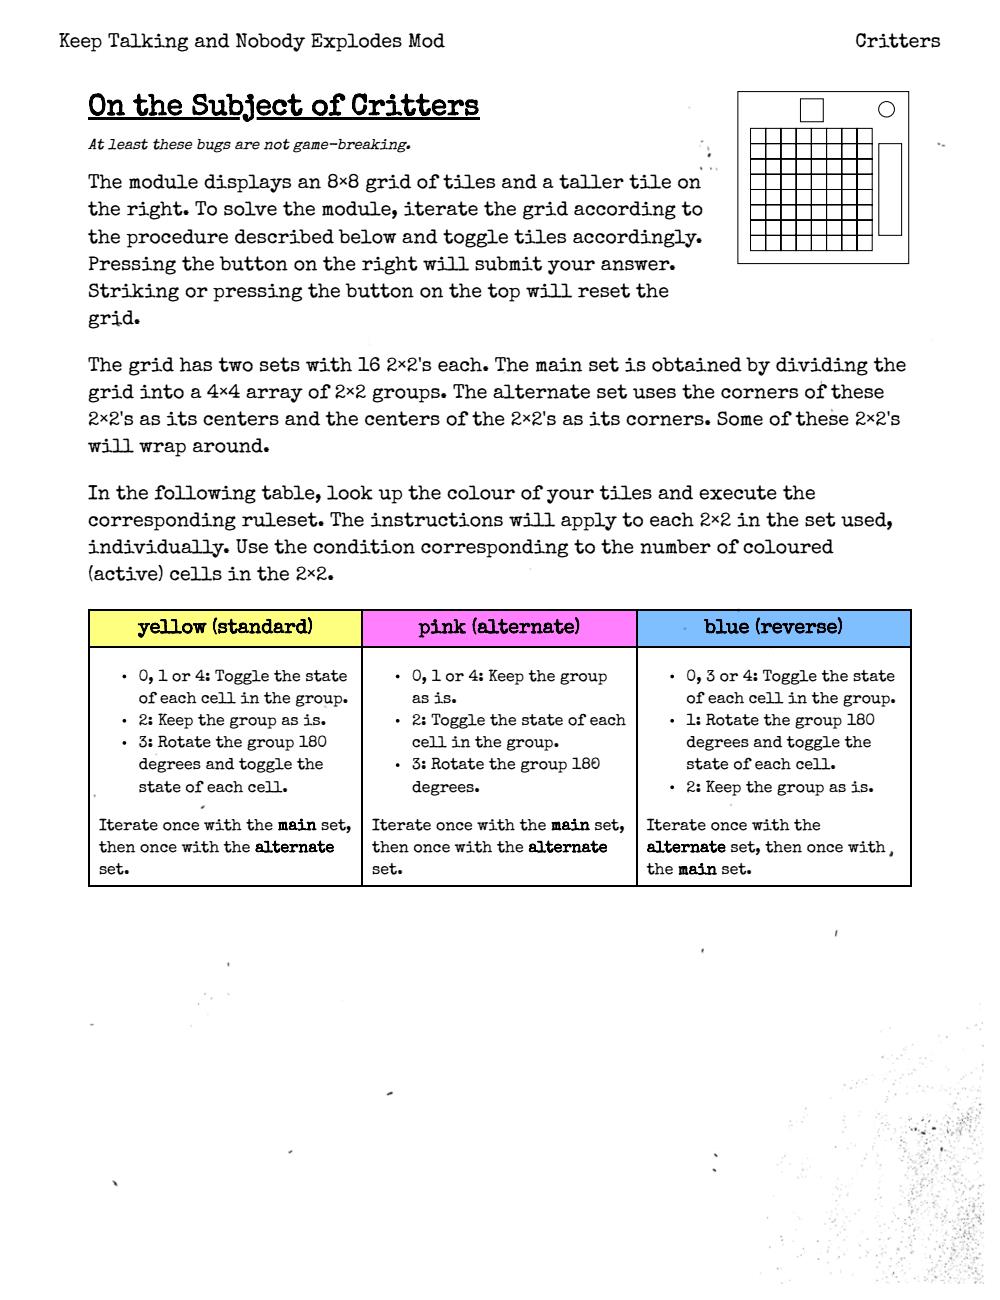 Keep Talking and Nobody Explodes Mod
Critters
On the Subject of Critters
At least these bugs are not game-breaking.
The module displays an 8×8 grid of tiles and a taller tile on
the right. To solve the module, iterate the grid according to
the procedure described below and toggle tiles accordingly.
Pressing the button on the right will submit your answer.
Striking or pressing the button on the top will reset the
grid.
The grid has two sets with 16 2×2's each. The main set is obtained by dividing the
grid into a 4×4 array of 2×2 groups. The alternate set uses the corners of these
2×2's as its centers and the centers of the 2×2's as its corners. Some of these 2×2's
will wrap around.
In the following table, look up the colour of your tiles and execute the
corresponding ruleset. The instructions will apply to each 2×2 in the set used,
individually. Use the condition corresponding to the number of coloured
(active) cells in the 2×2.
yellow (standard)
• 0, 1 or 4: Toggle the state
of each cell in the group.
• 2: Keep the group as is.
• 3: Rotate the group 180
degrees and toggle the
state of each cell.
Iterate once with the main set,
then once with the alternate
set.
pink (alternate)
• 0, 1 or 4: Keep the group
as is.
• 2: Toggle the state of each
cell in the group.
• 3: Rotate the group 180
degrees.
Iterate once with the main set,
then once with the alternate
set.
blue (reverse)
• 0, 3 or 4: Toggle the state
of each cell in the group.
• 1: Rotate the group 180
degrees and toggle the
state of each cell.
• 2: Keep the group as is.
Iterate once with the
alternate set, then once with
the main set.